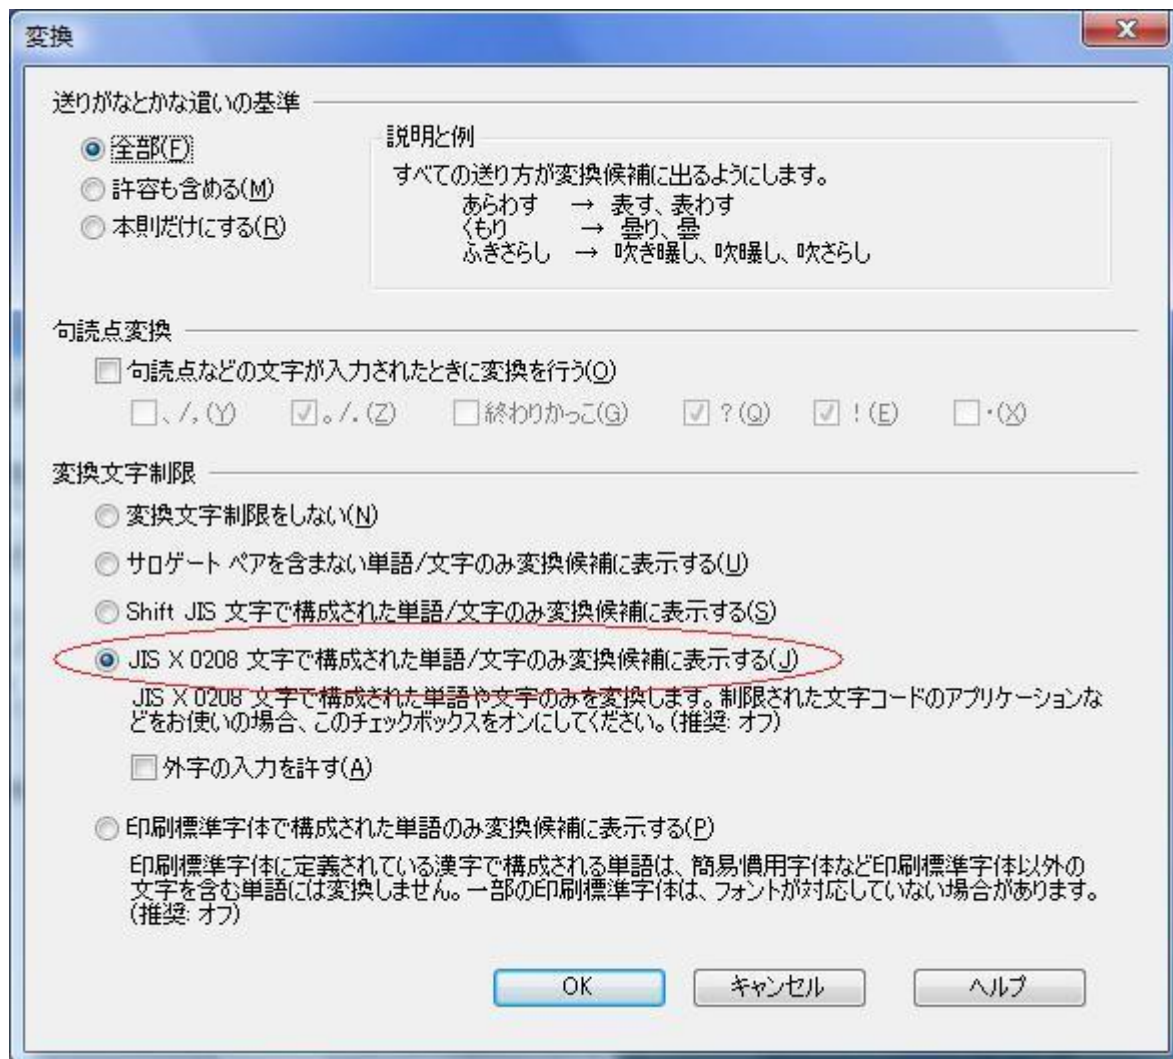 変換
送りがなとかな遣いの基準
全部(F)
許容も含める(M)
本則だけにする(R)
説明と例
すべての送り方が変換候補に出るようにします。
あらわす → 表す、表わす
くもり → 曇り、曇
ふきさらし → 吹き曝し、吹曝し、吹さらし
句読点変換
句読点などの文字が入力されたときに変換を行う(O)
、/,(Y) 。/.(Z) 終わりかっこ(G) ?(Q) !(E) ・(X)
変換文字制限
変換文字制限をしない(N)
サロゲート ペアを含まない単語/文字のみ変換候補に表示する(U)
Shift JIS 文字で構成された単語/文字のみ変換候補に表示する(S)
JIS X 0208 文字で構成された単語/文字のみ変換候補に表示する(J)
JIS X 0208 文字で構成された単語や文字のみを変換します。制限された文字コードのアプリケーションな
どをお使いの場合、このチェックボックスをオンにしてください。(推奨: オフ)
外字の入力を許す(A)
印刷標準字体で構成された単語のみ変換候補に表示する(P)
印刷標準字体に定義されている漢字で構成される単語は、簡易慣用字体など印刷標準字体以外の
文字を含む単語には変換しません。一部の印刷標準字体は、フォントが対応していない場合があります。
(推奨: オフ)
OK キャンセル ヘルプ